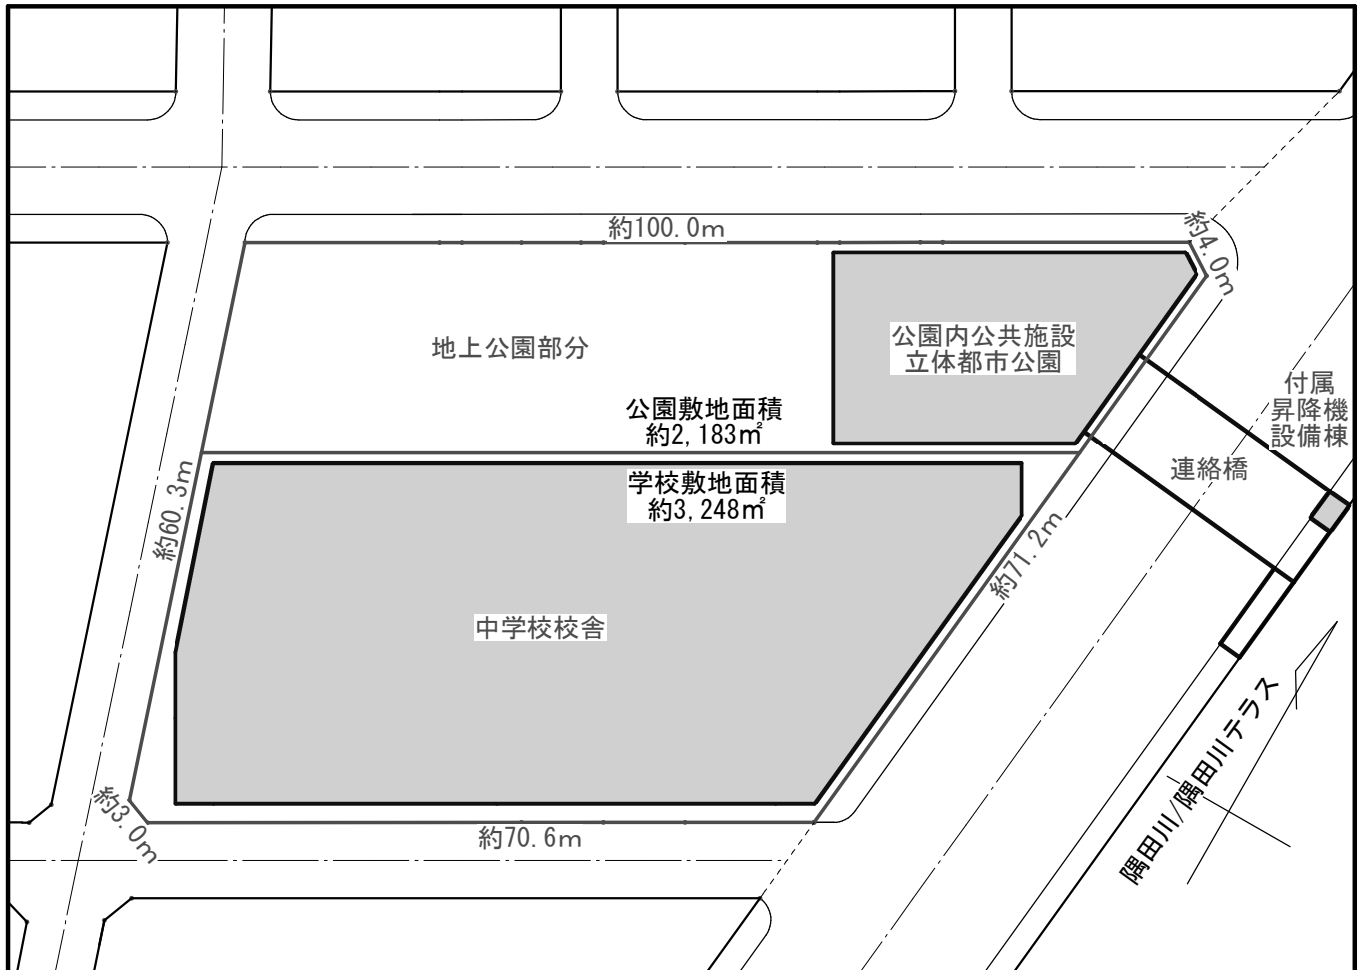 約100.0m
約4.0m
地上公園部分
公園内公共施設
立体都市公園
付属
昇降機
設備棟
公園敷地面積
約2,183㎡
連絡橋
学校敷地面積
約3,248㎡
約60.3m
約71.2m
中学校校舎
隅田川/隅田川テラス
約3.0m
約70.6m